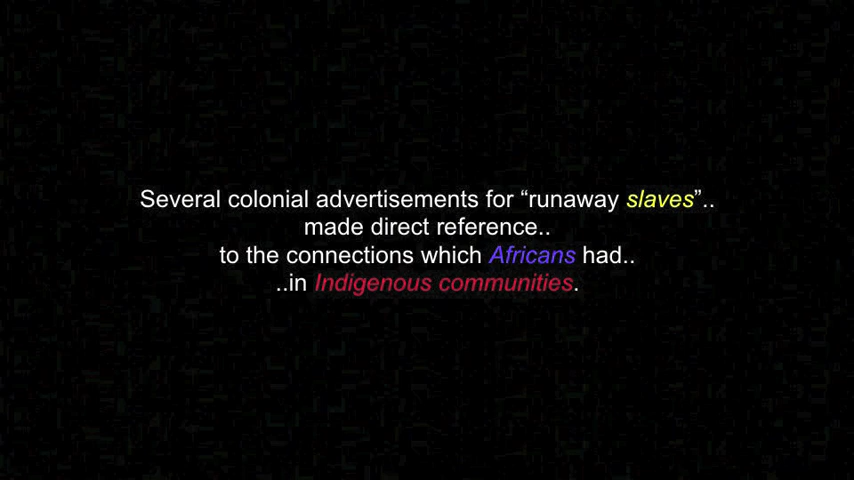 Several colonial advertisements for “runaway slaves”..
made direct reference..
to the connections which Africans had..
..in Indigenous communities.